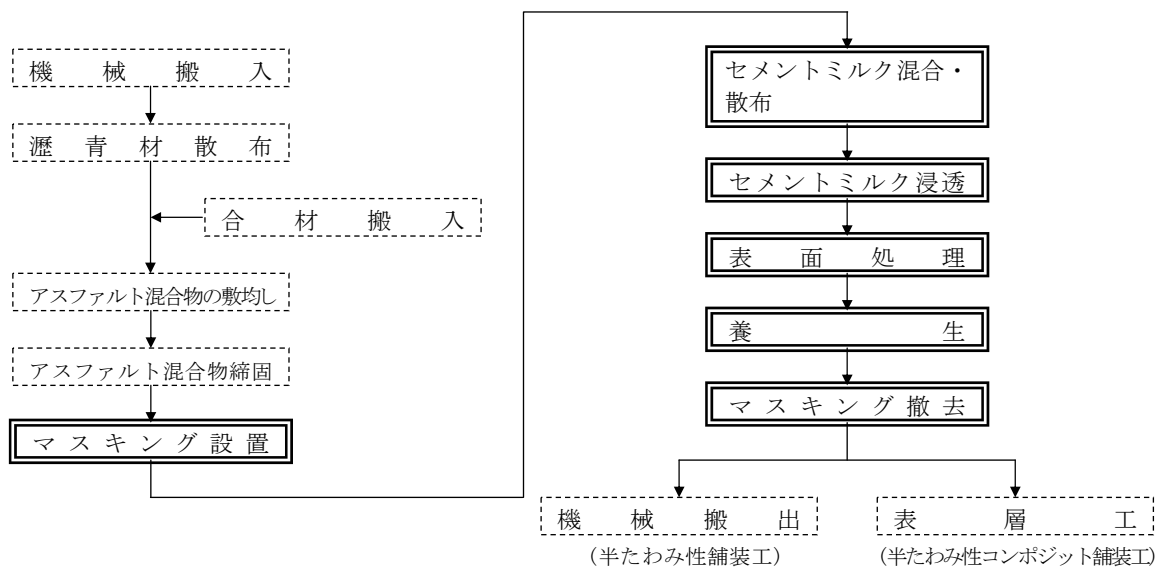 機械搬入
瀝青材散布
合材搬入
アスファルト混合物の敷均し
アスファルト混合物締固
マスキング設置
セメントミルク混合・
散布
セメントミルク浸透
表面処理
養生
マスキング撤去
機械搬出
(半たわみ性舗装工)
表層工
(半たわみ性コンポジット舗装工)